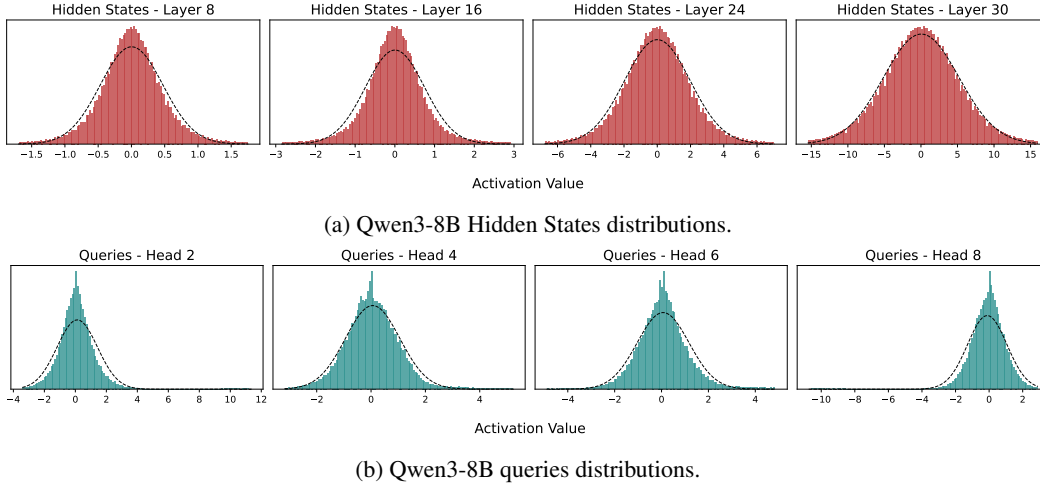 Hidden States - Layer 8 Hidden States - Layer 16 Hidden States - Layer 24 Hidden States - Layer 30
−1.5 −1.0 −0.5 0.0 0.5 1.0 1.5 −3 −2 −1 0 1 2 3 −6 −4 −2 0 2 4 6 −15 −10 −5 0 5 10 15
Activation Value
(a) Qwen3-8B Hidden States distributions.
Queries - Head 2 Queries - Head 4 Queries - Head 6 Queries - Head 8
−4 −2 0 2 4 6 8 10 12 −2 0 2 4 −4 −2 0 2 4 −10 −8 −6 −4 −2 0 2
Activation Value
(b) Qwen3-8B queries distributions.